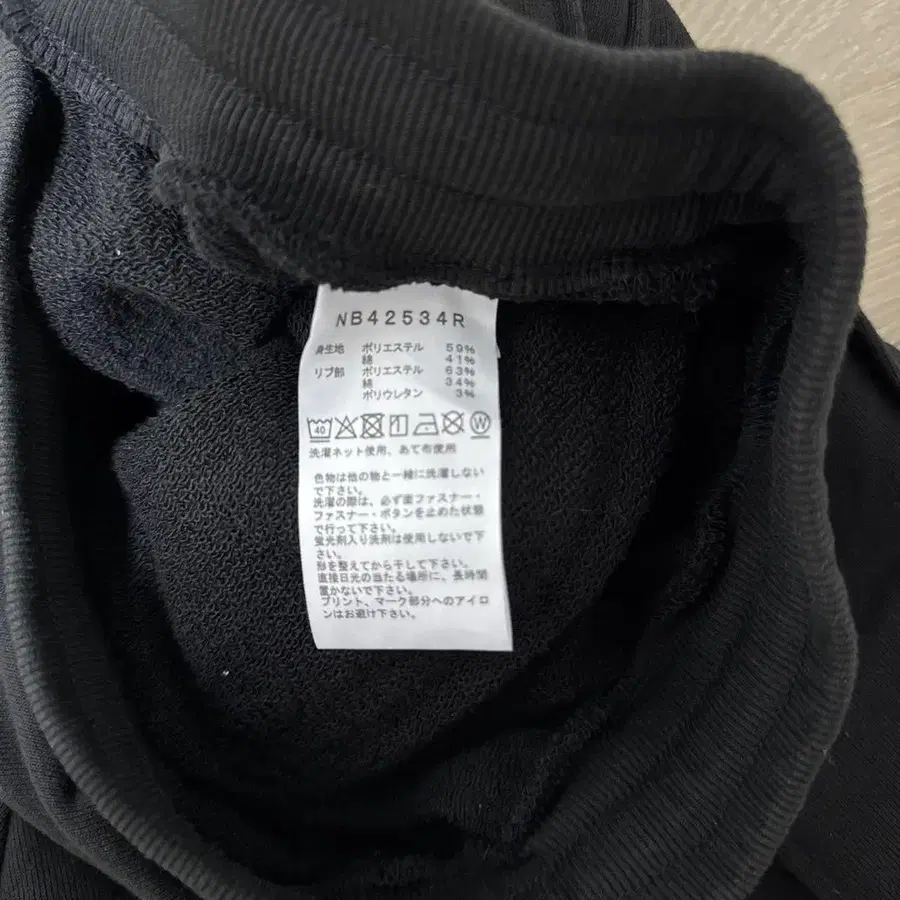 NB42534R
身生地 ポリエステル 59%
綿 41%
リブ部 ポリエステル 63%
綿 34%
ポリウレタン 3%
40 W
洗濯ネット使用、あて布使用
色物は他の物と一緒に洗濯しない
で下さい。
洗濯の際は、必ず楽ファスナー・
ファスナー・ボタンを止めた状態
で行って下さい。
蛍光剤入り洗剤は使用しないで下
さい。
形を整えてから干して下さい。
直接日光の当たる場所に、長時間
置かないで下さい。
プリント、マーク部分へのアイロ
ンはお避け下さい。